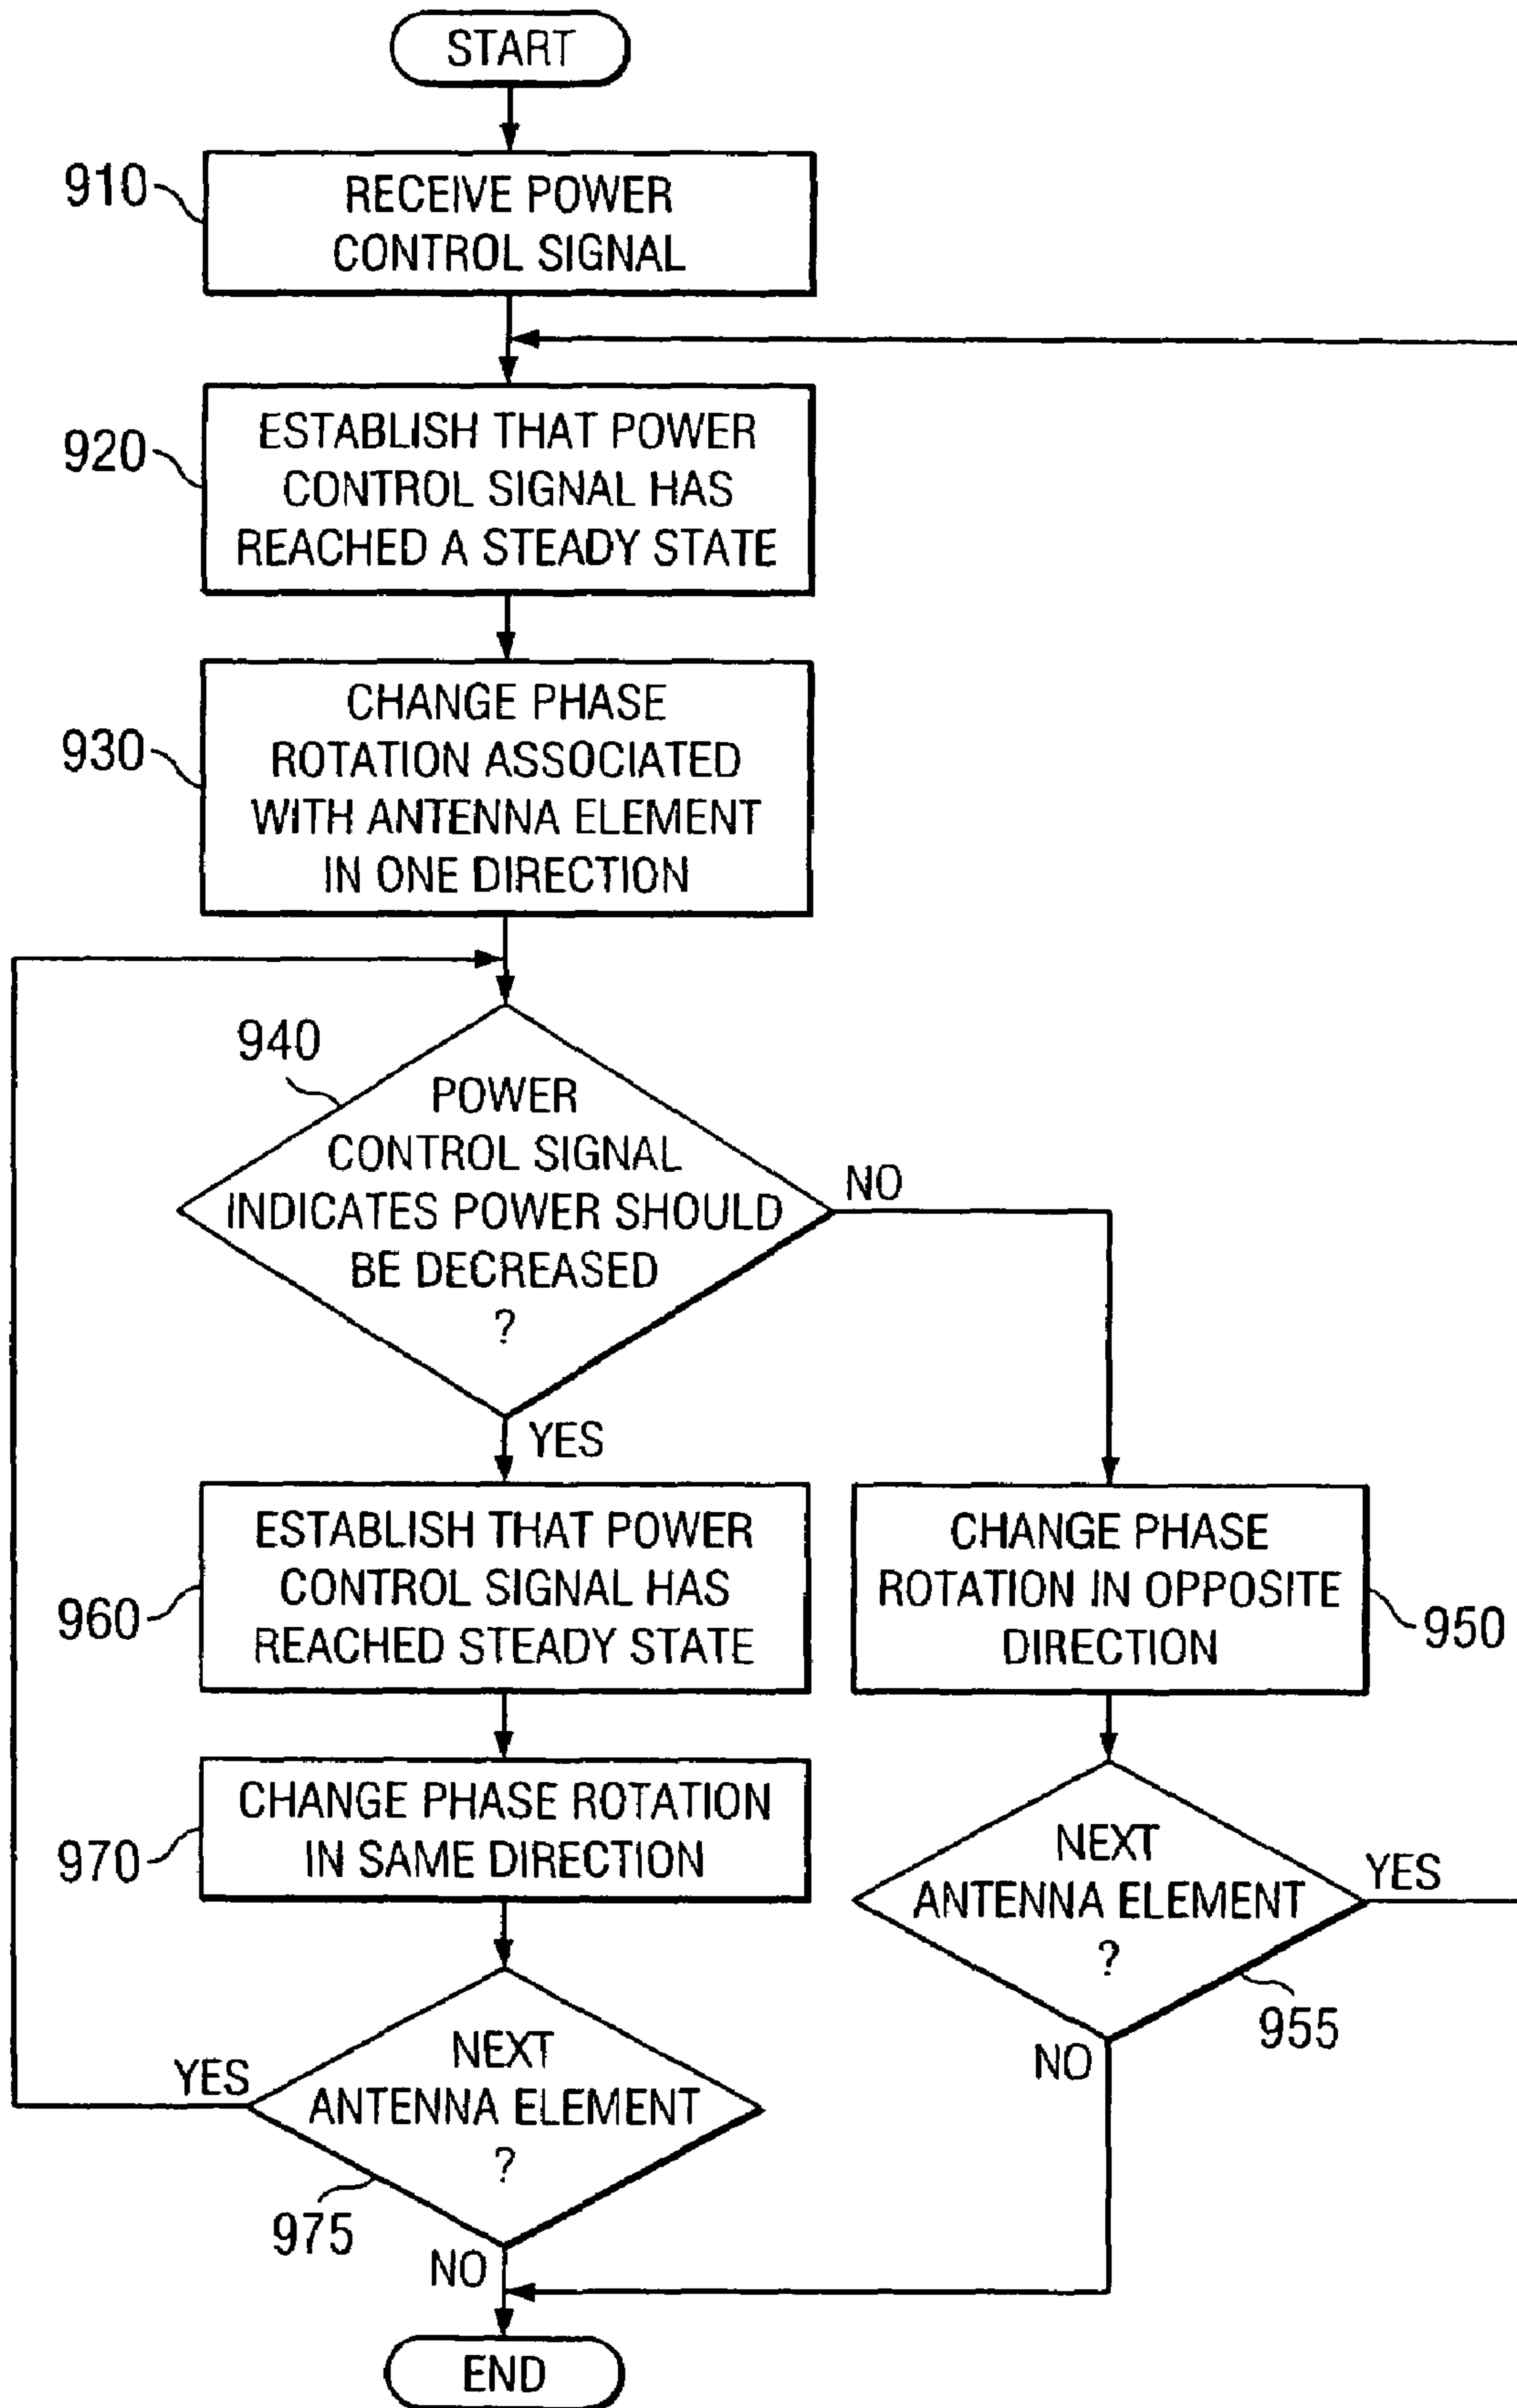 START
910
RECEIVE POWER
CONTROL SIGNAL
920
ESTABLISH THAT POWER
CONTROL SIGNAL HAS
REACHED A STEADY STATE
930
CHANGE PHASE
ROTATION ASSOCIATED
WITH ANTENNA ELEMENT
IN ONE DIRECTION
940
POWER
CONTROL SIGNAL
INDICATES POWER SHOULD
BE DECREASED
?
NO
YES
960
ESTABLISH THAT POWER
CONTROL SIGNAL HAS
REACHED STEADY STATE
CHANGE PHASE
ROTATION IN OPPOSITE
DIRECTION
950
970
CHANGE PHASE ROTATION
IN SAME DIRECTION
NEXT
ANTENNA ELEMENT
?
YES
955
NO
NEXT
ANTENNA ELEMENT
?
YES
975
NO
END